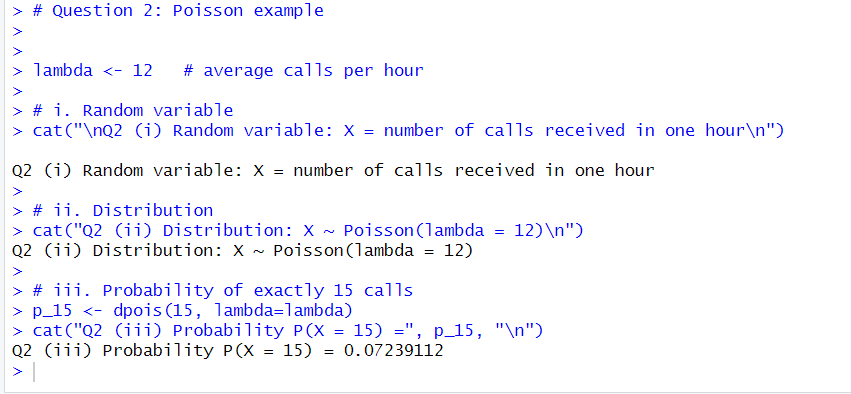 > # Question 2: Poisson example
>
>
> lambda <- 12   # average calls per hour
>
> # i. Random variable
> cat("\nQ2 (i) Random variable: X = number of calls received in one hour\n")

Q2 (i) Random variable: X = number of calls received in one hour
>
> # ii. Distribution
> cat("Q2 (ii) Distribution: X ~ Poisson(lambda = 12)\n")
Q2 (ii) Distribution: X ~ Poisson(lambda = 12)
>
> # iii. Probability of exactly 15 calls
> p_15 <- dpois(15, lambda=lambda)
> cat("Q2 (iii) Probability P(X = 15) =", p_15, "\n")
Q2 (iii) Probability P(X = 15) = 0.07239112
>